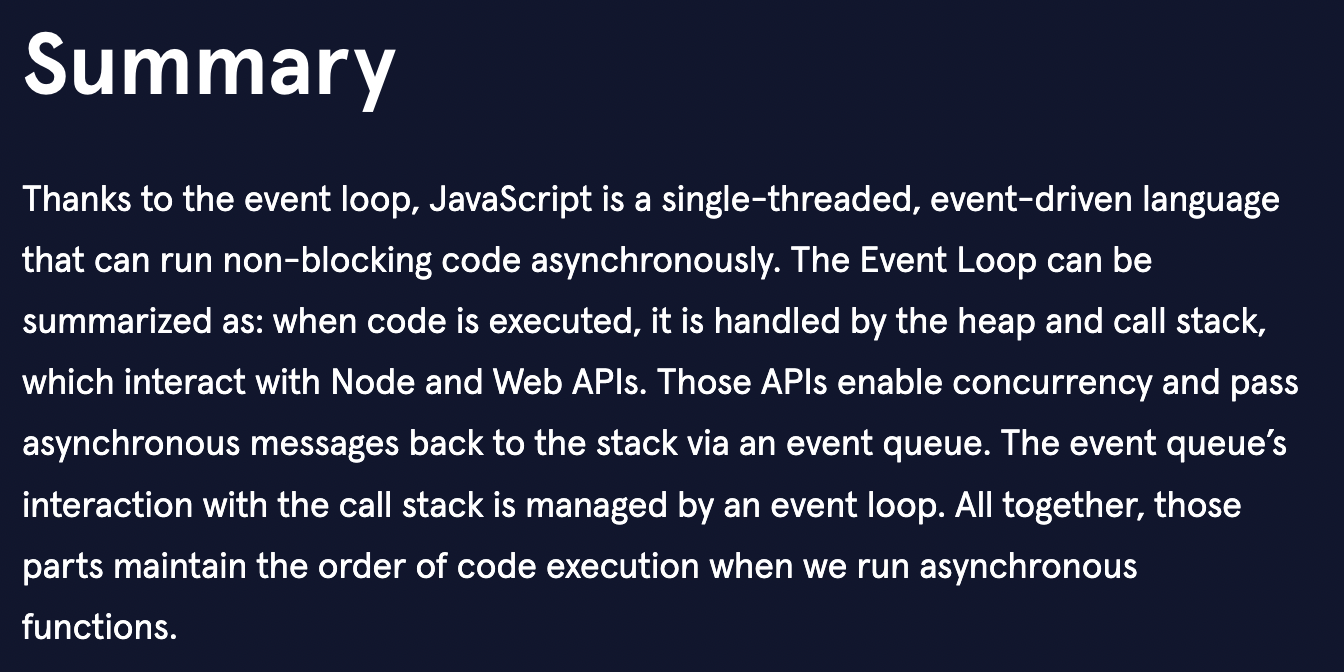 Summary
Thanks to the event loop, JavaScript is a single-threaded, event-driven language
that can run non-blocking code asynchronously. The Event Loop can be
summarized as: when code is executed, it is handled by the heap and call stack,
which interact with Node and Web APIs. Those APIs enable concurrency and pass
asynchronous messages back to the stack via an event queue. The event queue’s
interaction with the call stack is managed by an event loop. All together, those
parts maintain the order of code execution when we run asynchronous
functions.